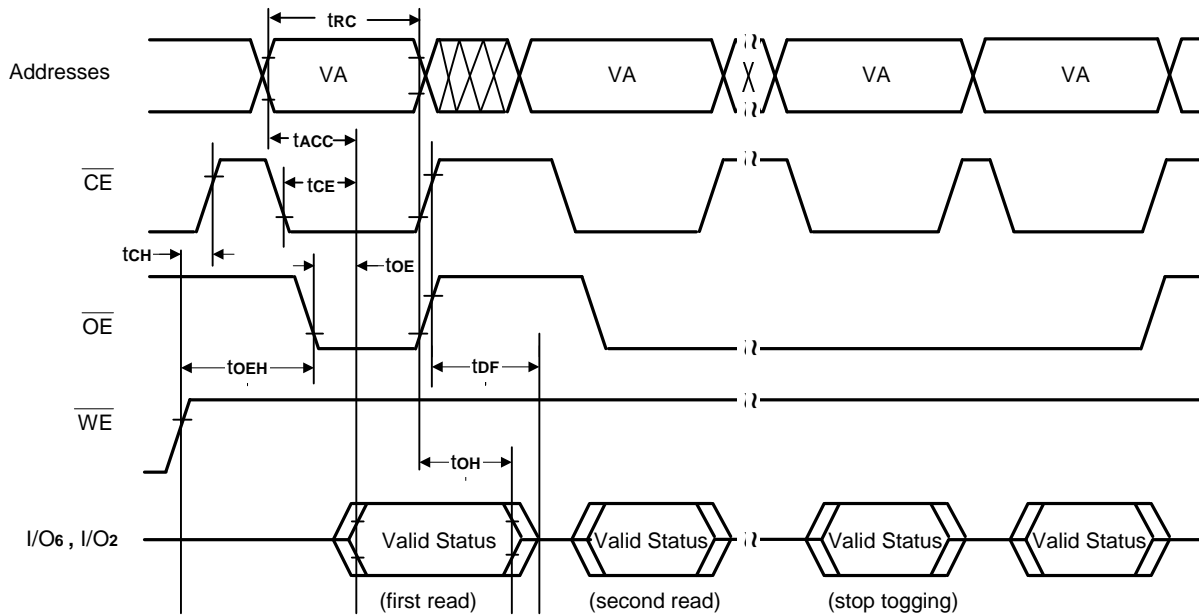 tRC
Addresses VA VA VA VA
tACC
CE
tCE
tCH
tOE
OE
tOEH
tDF
WE
tOH
I/O6 , I/O2 Valid Status Valid Status Valid Status Valid Status
(first read) (second read) (stop togging)